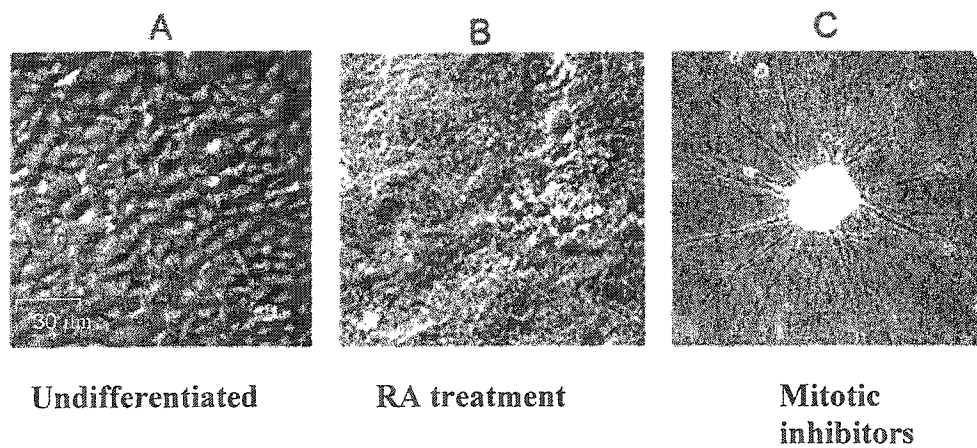 A
B
C
30 µm
Undifferentiated
RA treatment
Mitotic
inhibitors